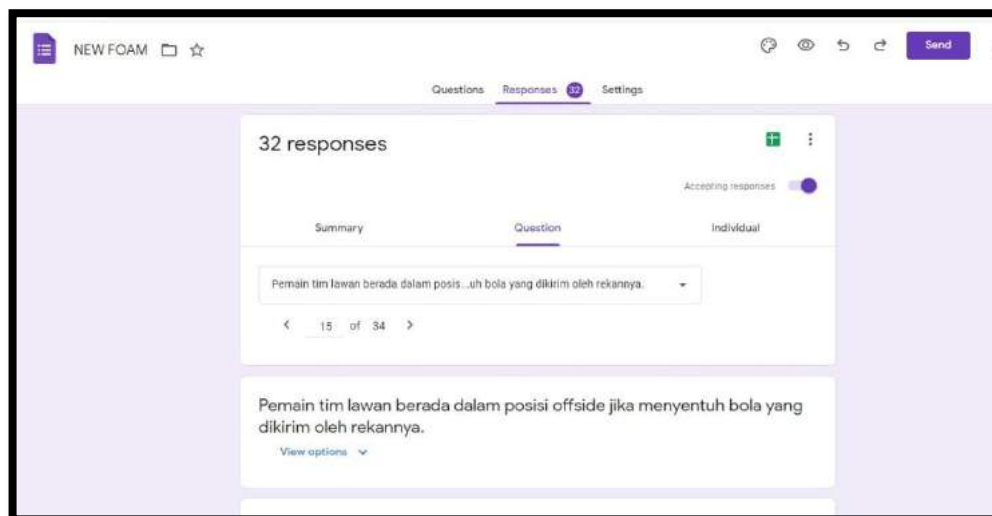 NEW FOAM
Send
Questions Responses 32 Settings
32 responses
Accepting responses
Summary Question Individual
Pemain tim lawan berada dalam posis...uh bola yang dikirim oleh rekannya.
15 of 34
Pemain tim lawan berada dalam posisi offside jika menyentuh bola yang
dikirim oleh rekannya.
View options